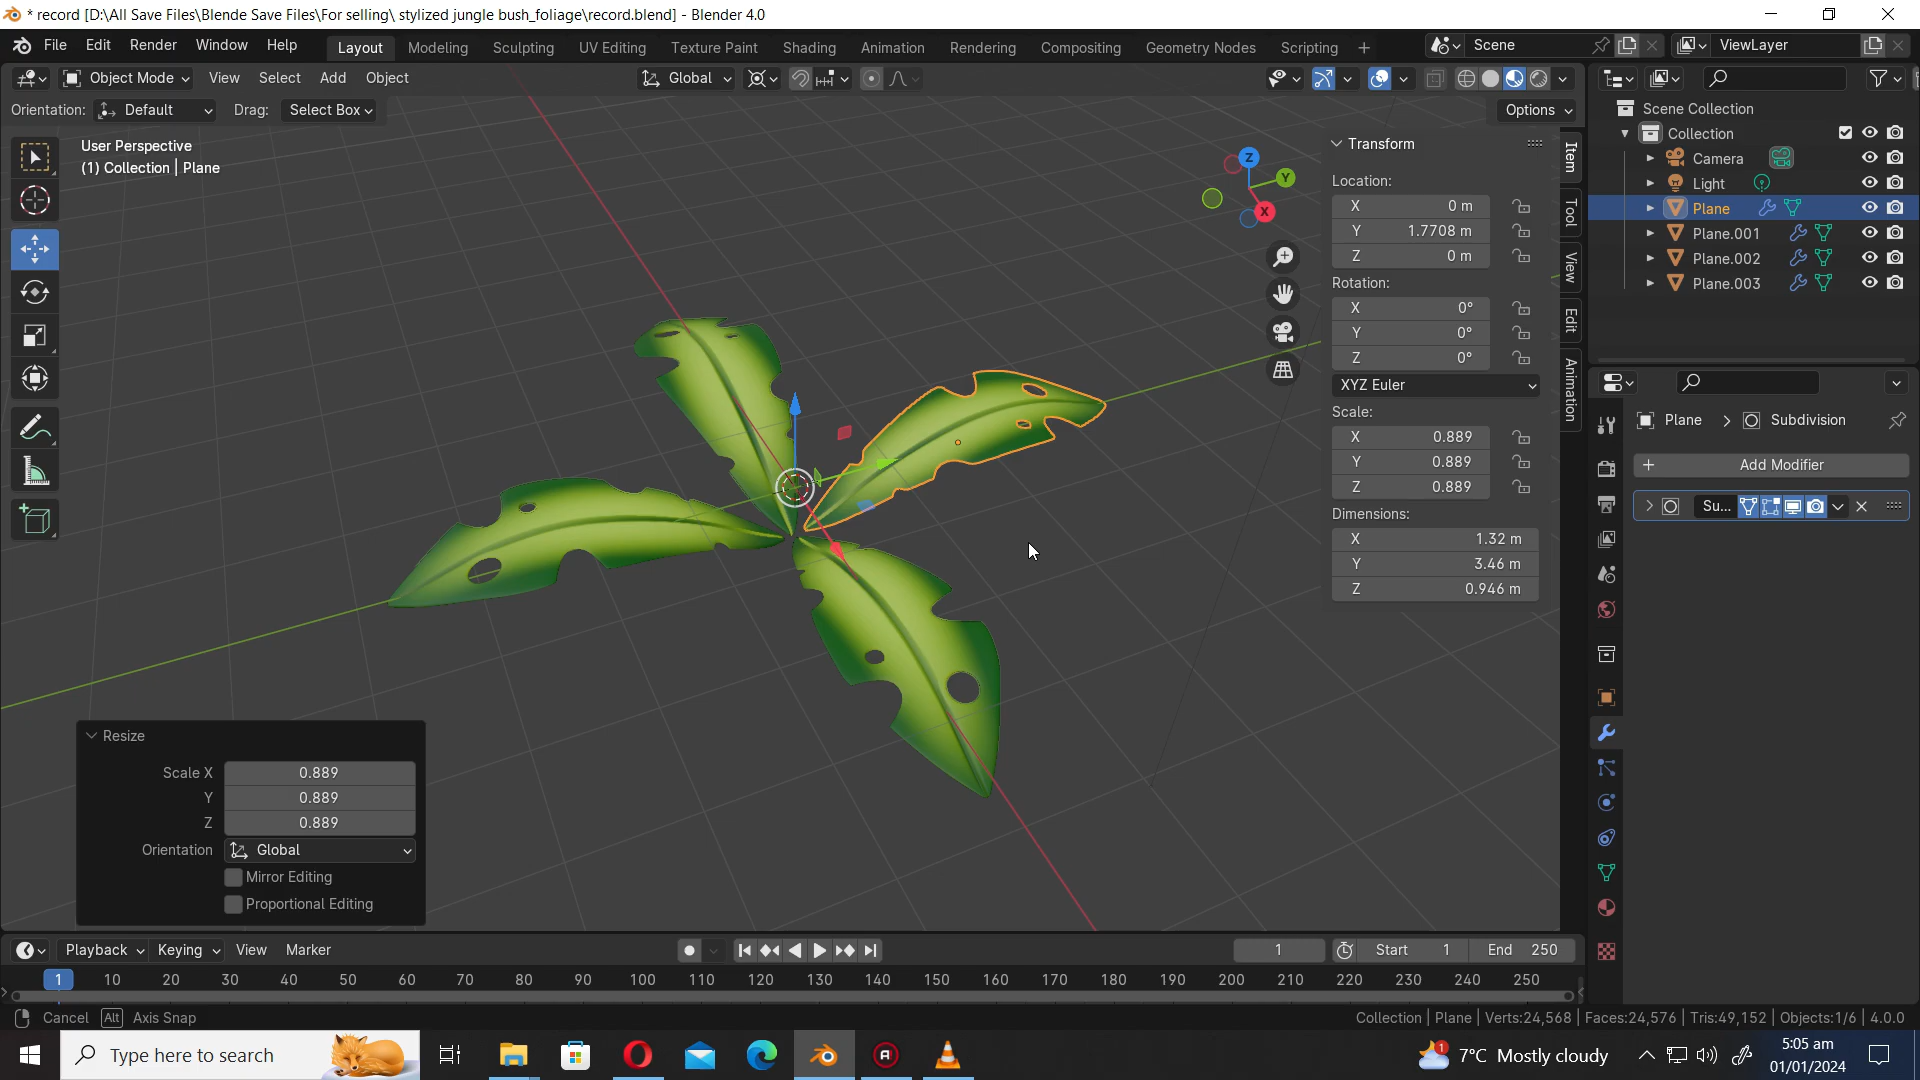 * record [D:\All Save Files\Blende Save Files\For selling\ stylized jungle bush_foliage\record.blend] - Blender 4.0
File Edit Render Window Help Layout Modeling Sculpting UV Editing Texture Paint Shading Animation Rendering Compositing Geometry Nodes Scripting + Scene ViewLayer
Object Mode View Select Add Object Global
Orientation: Default Drag: Select Box Options
User Perspective
(1) Collection | Plane
Z
Y
X
Transform
Location:
X 0 m
Y 1.7708 m
Z 0 m
Rotation:
X 0°
Y 0°
Z 0°
XYZ Euler
Scale:
X 0.889
Y 0.889
Z 0.889
Dimensions:
X 1.32 m
Y 3.46 m
Z 0.946 m
Item
Tool
View
Edit
Animation
Scene Collection
Collection
Camera
Light
Plane
Plane.001
Plane.002
Plane.003
Plane > Subdivision
+ Add Modifier
Su...
Resize
Scale X 0.889
Y 0.889
Z 0.889
Orientation Global
Mirror Editing
Proportional Editing
Playback Keying View Marker 1 Start 1 End 250
1 10 20 30 40 50 60 70 80 90 100 110 120 130 140 150 160 170 180 190 200 210 220 230 240 250
Cancel Alt Axis Snap
Collection | Plane | Verts:24,568 | Faces:24,576 | Tris:49,152 | Objects:1/6 | 4.0.0
Type here to search
1
7°C Mostly cloudy
5:05 am
01/01/2024